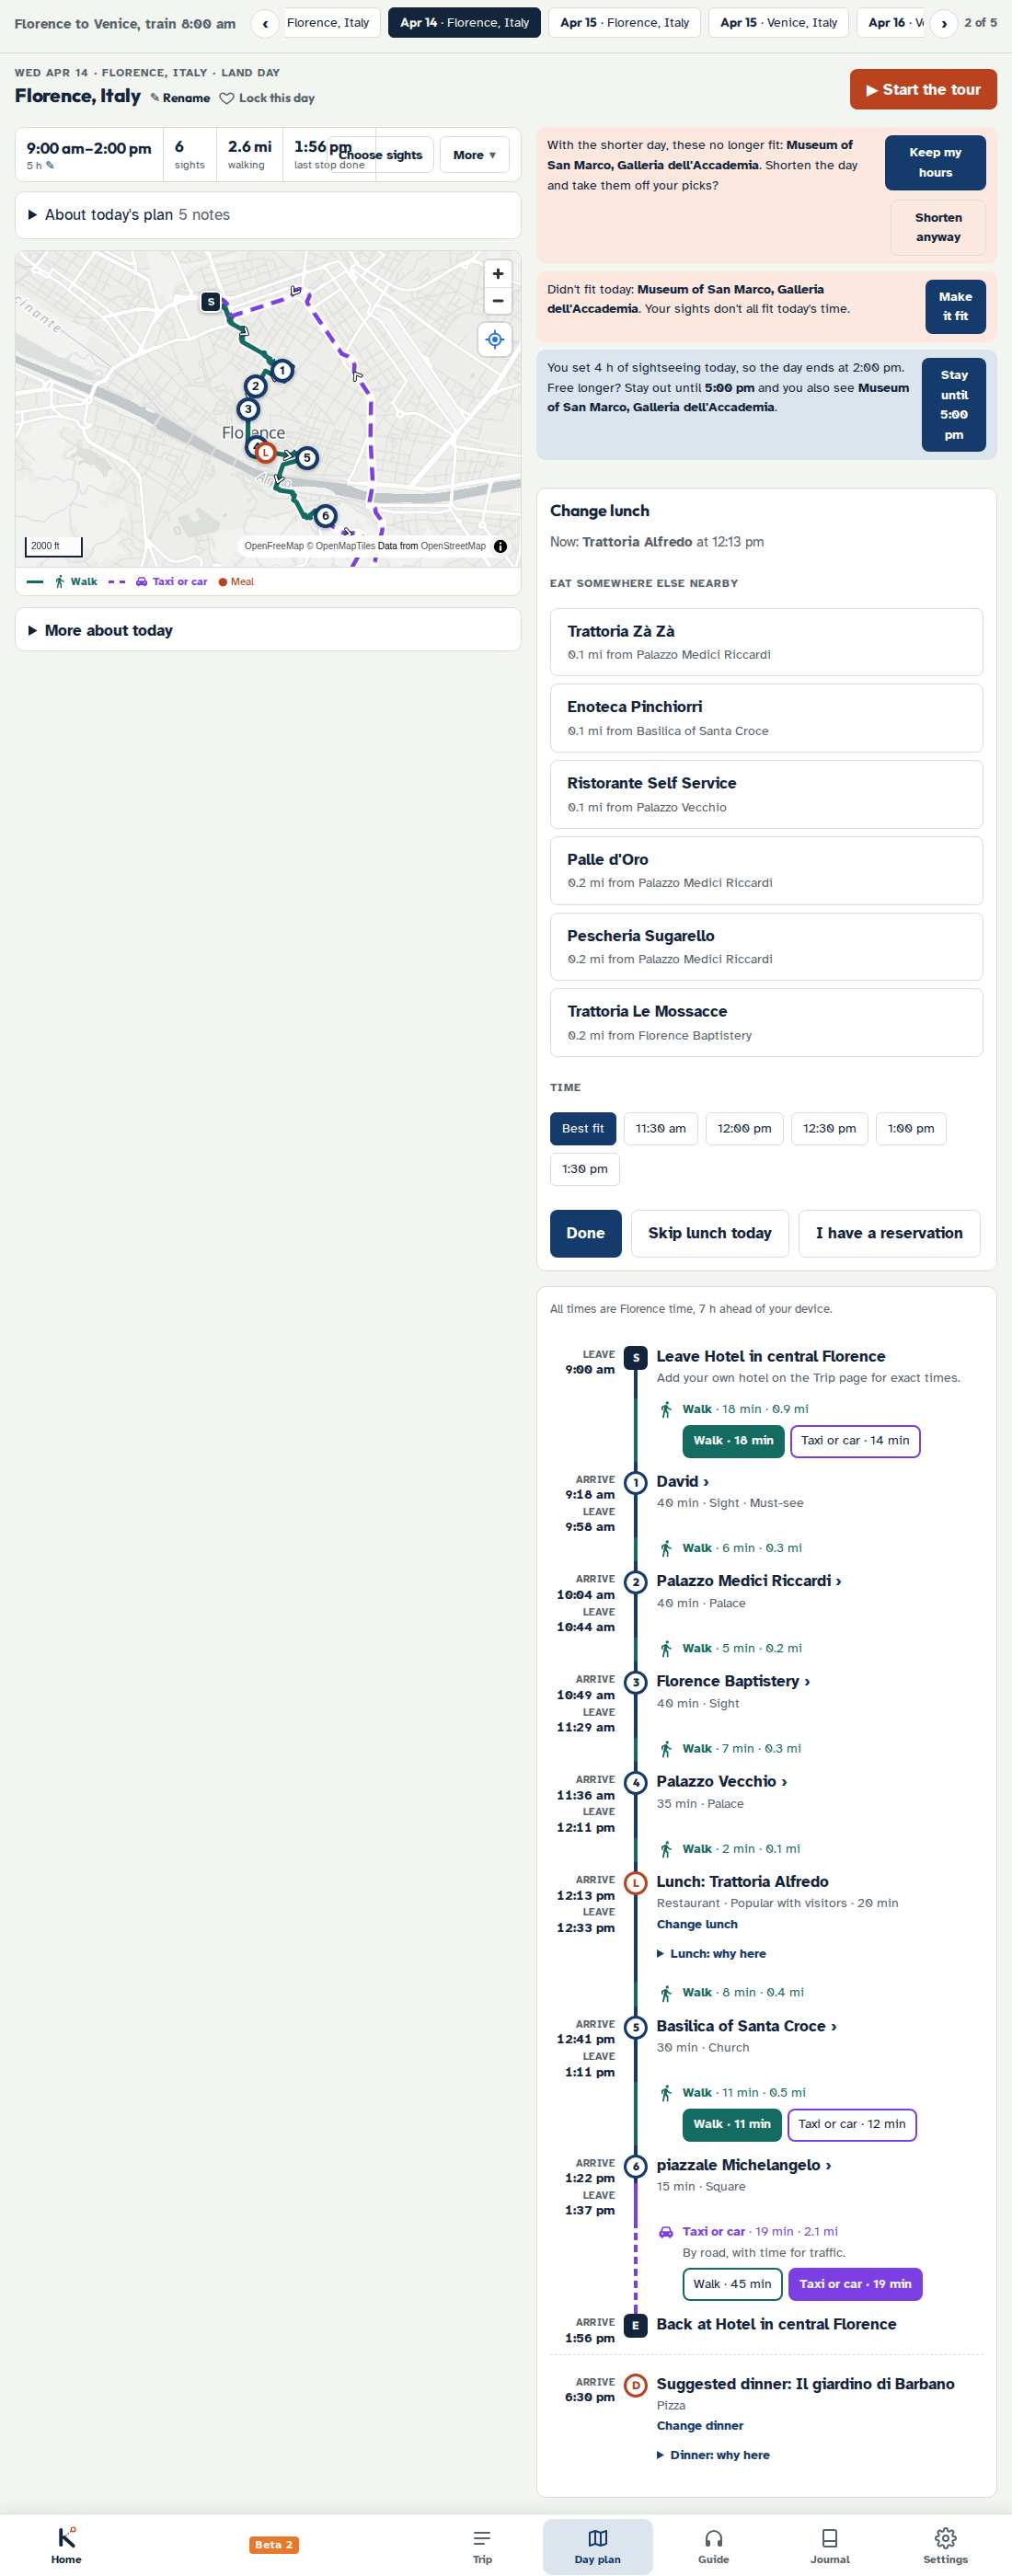 Florence to Venice, train 8:00 am
‹
Florence, Italy
Apr 14 · Florence, Italy
Apr 15 · Florence, Italy
Apr 15 · Venice, Italy
Apr 16 ·
›
2 of 5
WED APR 14 · FLORENCE, ITALY · LAND DAY
Florence, Italy ✎ Rename ♡ Lock this day
▶ Start the tour
9:00 am–2:00 pm
5 h ✎
6
sights
2.6 mi
walking
1:56 pm
last stop done
Choose sights
More ▼
▶ About today's plan 5 notes
cinante
S
1
2
3
Florence
L
5
Arno
6
+
−
2000 ft
OpenFreeMap © OpenMapTiles Data from OpenStreetMap
Walk
Taxi or car
Meal
▶ More about today
With the shorter day, these no longer fit: Museum of
San Marco, Galleria dell'Accademia. Shorten the day
and take them off your picks?
Keep my
hours
Shorten
anyway
Didn't fit today: Museum of San Marco, Galleria
dell'Accademia. Your sights don't all fit today's time.
Make
it fit
You set 4 h of sightseeing today, so the day ends at 2:00 pm.
Free longer? Stay out until 5:00 pm and you also see Museum
of San Marco, Galleria dell'Accademia.
Stay
until
5:00
pm
Change lunch
Now: Trattoria Alfredo at 12:13 pm
EAT SOMEWHERE ELSE NEARBY
Trattoria Zà Zà
0.1 mi from Palazzo Medici Riccardi
Enoteca Pinchiorri
0.1 mi from Basilica of Santa Croce
Ristorante Self Service
0.1 mi from Palazzo Vecchio
Palle d'Oro
0.2 mi from Palazzo Medici Riccardi
Pescheria Sugarello
0.2 mi from Palazzo Medici Riccardi
Trattoria Le Mossacce
0.2 mi from Florence Baptistery
TIME
Best fit
11:30 am
12:00 pm
12:30 pm
1:00 pm
1:30 pm
Done
Skip lunch today
I have a reservation
All times are Florence time, 7 h ahead of your device.
LEAVE
9:00 am
S
Leave Hotel in central Florence
Add your own hotel on the Trip page for exact times.
Walk · 18 min · 0.9 mi
Walk · 18 min
Taxi or car · 14 min
ARRIVE
9:18 am
LEAVE
9:58 am
1
David ›
40 min · Sight · Must-see
Walk · 6 min · 0.3 mi
ARRIVE
10:04 am
LEAVE
10:44 am
2
Palazzo Medici Riccardi ›
40 min · Palace
Walk · 5 min · 0.2 mi
ARRIVE
10:49 am
LEAVE
11:29 am
3
Florence Baptistery ›
40 min · Sight
Walk · 7 min · 0.3 mi
ARRIVE
11:36 am
LEAVE
12:11 pm
4
Palazzo Vecchio ›
35 min · Palace
Walk · 2 min · 0.1 mi
ARRIVE
12:13 pm
LEAVE
12:33 pm
L
Lunch: Trattoria Alfredo
Restaurant · Popular with visitors · 20 min
Change lunch
▶ Lunch: why here
Walk · 8 min · 0.4 mi
ARRIVE
12:41 pm
LEAVE
1:11 pm
5
Basilica of Santa Croce ›
30 min · Church
Walk · 11 min · 0.5 mi
Walk · 11 min
Taxi or car · 12 min
ARRIVE
1:22 pm
LEAVE
1:37 pm
6
piazzale Michelangelo ›
15 min · Square
Taxi or car · 19 min · 2.1 mi
By road, with time for traffic.
Walk · 45 min
Taxi or car · 19 min
ARRIVE
1:56 pm
E
Back at Hotel in central Florence
ARRIVE
6:30 pm
D
Suggested dinner: Il giardino di Barbano
Pizza
Change dinner
▶ Dinner: why here
Home
Beta 2
Trip
Day plan
Guide
Journal
Settings